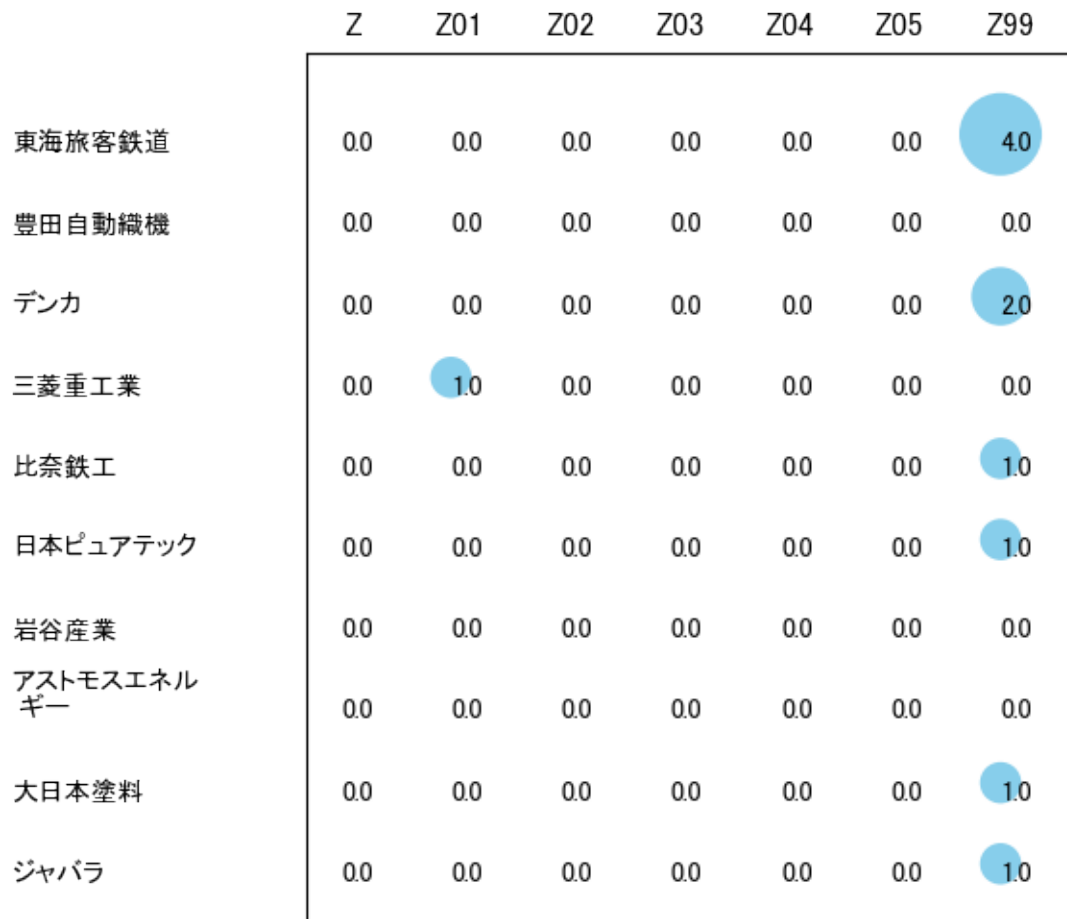 Z Z01 Z02 Z03 Z04 Z05 Z99
東海旅客鉄道 0.0 0.0 0.0 0.0 0.0 0.0 4.0
豊田自動織機 0.0 0.0 0.0 0.0 0.0 0.0 0.0
デンカ 0.0 0.0 0.0 0.0 0.0 0.0 2.0
三菱重工業 0.0 1.0 0.0 0.0 0.0 0.0 0.0
比奈鉄工 0.0 0.0 0.0 0.0 0.0 0.0 1.0
日本ピュアテック 0.0 0.0 0.0 0.0 0.0 0.0 1.0
岩谷産業 0.0 0.0 0.0 0.0 0.0 0.0 0.0
アストモスエネル
ギー 0.0 0.0 0.0 0.0 0.0 0.0 0.0
大日本塗料 0.0 0.0 0.0 0.0 0.0 0.0 1.0
ジャバラ 0.0 0.0 0.0 0.0 0.0 0.0 1.0